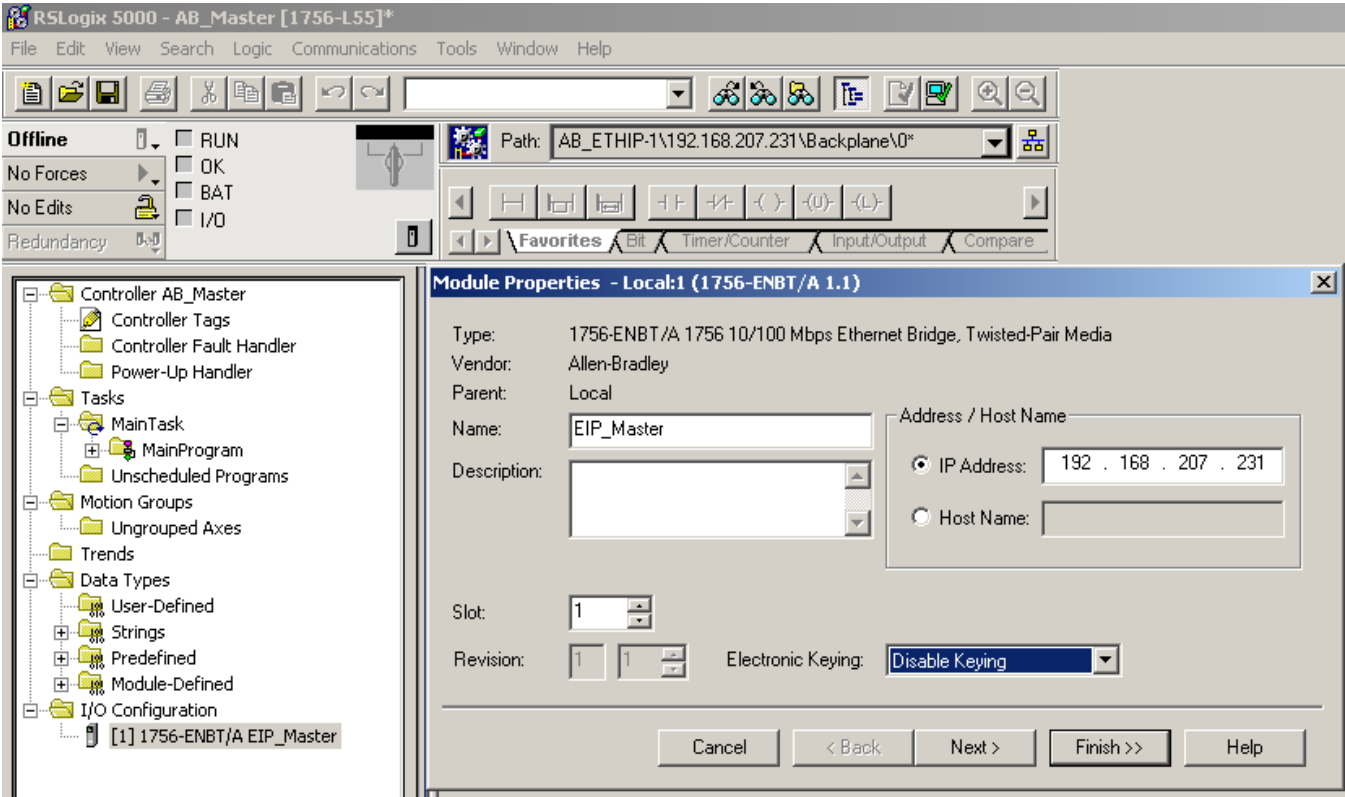 RSLogix 5000 - AB_Master [1756-L55]*
File Edit View Search Logic Communications Tools Window Help
Offline
RUN
No Forces
OK
BAT
No Edits
I/O
Redundancy
Path: AB_ETHIP-1\192.168.207.231\Backplane\0*
Favorites Bit Timer/Counter Input/Output Compare
Controller AB_Master
Controller Tags
Controller Fault Handler
Power-Up Handler
Tasks
MainTask
MainProgram
Unscheduled Programs
Motion Groups
Ungrouped Axes
Trends
Data Types
User-Defined
Strings
Predefined
Module-Defined
I/O Configuration
[1] 1756-ENBT/A EIP_Master
Module Properties - Local:1 (1756-ENBT/A 1.1)
Type: 1756-ENBT/A 1756 10/100 Mbps Ethernet Bridge, Twisted-Pair Media
Vendor: Allen-Bradley
Parent: Local
Name: EIP_Master
Description:
Address / Host Name
IP Address: 192 . 168 . 207 . 231
Host Name:
Slot: 1
Revision: 1 1 Electronic Keying: Disable Keying
Cancel < Back Next > Finish >> Help